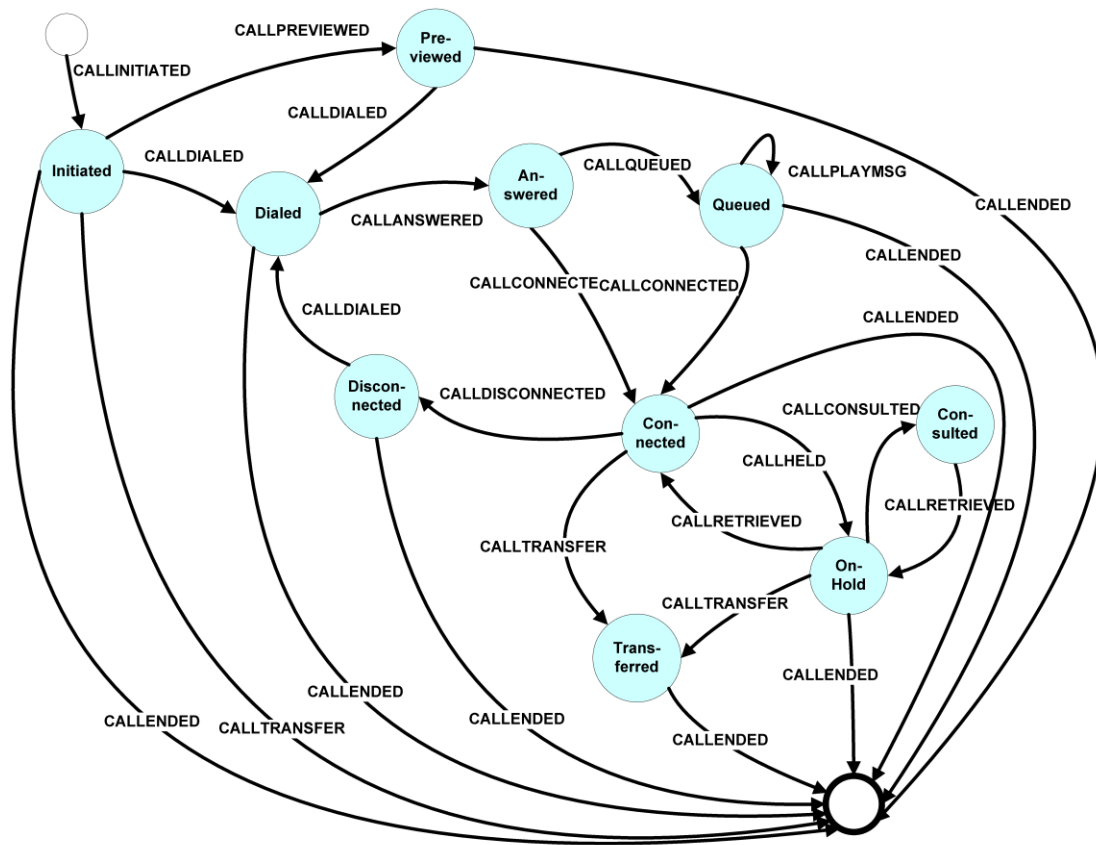 CALLPREVIEWED
Pre-
viewed
CALLINITIATED
CALLDIALED
CALLDIALED
Initiated
An-
swered
CALLQUEUED
CALLPLAYMSG
Dialed
Queued
CALLENDED
CALLANSWERED
CALLENDED
CALLCONNECTE
CALLCONNECTED
CALLDIALED
CALLENDED
Discon-
nected
CALLDISCONNECTED
Con-
nected
CALLCONSULTED
Con-
sulted
CALLHELD
CALLRETRIEVED
CALLRETRIEVED
CALLTRANSFER
On-
Hold
CALLTRANSFER
Trans-
ferred
CALLENDED
CALLENDED
CALLENDED
CALLTRANSFER
CALLENDED
CALLENDED